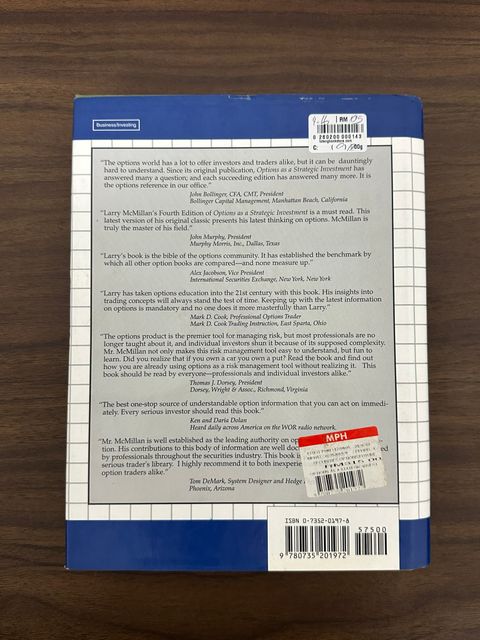 Business/Investing
RM
0 280200 000143
"The options world has a lot to offer investors and traders alike, but it can be dauntingly
hard to understand. Since its original publication, Options as a Strategic Investment has
answered many a question; and each succeeding edition has answered many more. It is
the options reference in our office."
John Bollinger, CFA, CMT, President
Bollinger Capital Management, Manhattan Beach, California
"Larry McMillan's Fourth Edition of Options as a Strategic Investment is a must read. This
latest version of his original classic presents his latest thinking on options. McMillan is
truly the master of his field."
John Murphy, President
Murphy Morris, Inc., Dallas, Texas
"Larry's book is the bible of the options community. It has established the benchmark by
which all other option books are compared—and none measure up."
Alex Jacobson, Vice President
International Securities Exchange, New York, New York
"Larry has taken options education into the 21st century with this book. His insights into
trading concepts will always stand the test of time. Keeping up with the latest information
on options is mandatory and no one does it more masterfully than Larry."
Mark D. Cook, Professional Options Trader
Mark D. Cook Trading Instruction, East Sparta, Ohio
"The options product is the premier tool for managing risk, but most professionals are no
longer taught about it, and individual investors shun it because of its supposed complexity.
Mr. McMillan not only makes this risk management tool easy to understand, but fun to
learn. Did you realize that if you own a car you own a put? Read the book and find out
how you are already using options as a risk management tool without realizing it. This
book should be read by everyone—professionals and individual investors alike."
Thomas J. Dorsey, President
Dorsey, Wright & Assoc., Richmond, Virginia
"The best one-stop source of understandable option information that you can act on immedi-
ately. Every serious investor should read this book."
Ken and Daria Dolan
Heard daily across America on the WOR radio network.
"Mr. McMillan is well established as the leading authority on op
tion. His contributions to this body of information are well doc
by professionals throughout the securities industry. This book is
serious trader's library. I highly recommend it to both inexperie
option traders alike."
Tom DeMark, System Designer and Hedge
Phoenix, Arizona
MPH
ISBN 0-7352-0197-8
57500
9 780735 201972